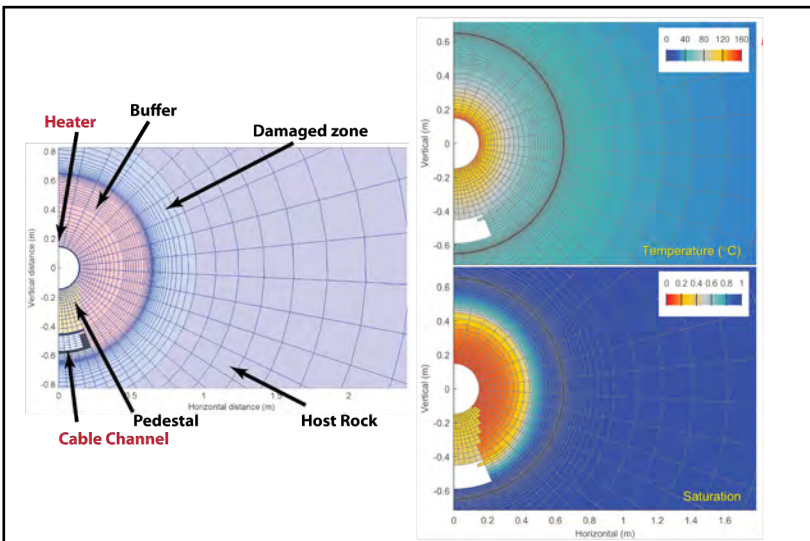 Heater
Buffer
Damaged zone
0.8
0.6
0.4
0.2
0
-0.2
-0.4
-0.6
-0.8
Vertical distance (m)
0
0.5
1
1.5
2
Horizontal distance (m)
Pedestal
Cable Channel
Host Rock
0 40 80 120 160
0.6
0.4
0.2
0
-0.2
-0.4
-0.6
Vertical (m)
Temperature (°C)
0 0.2 0.4 0.6 0.8 1
0.6
0.4
0.2
0
-0.2
-0.4
-0.6
Vertical (m)
Saturation
0 0.2 0.4 0.6 0.8 1 1.2 1.4 1.6
Horizontal (m)